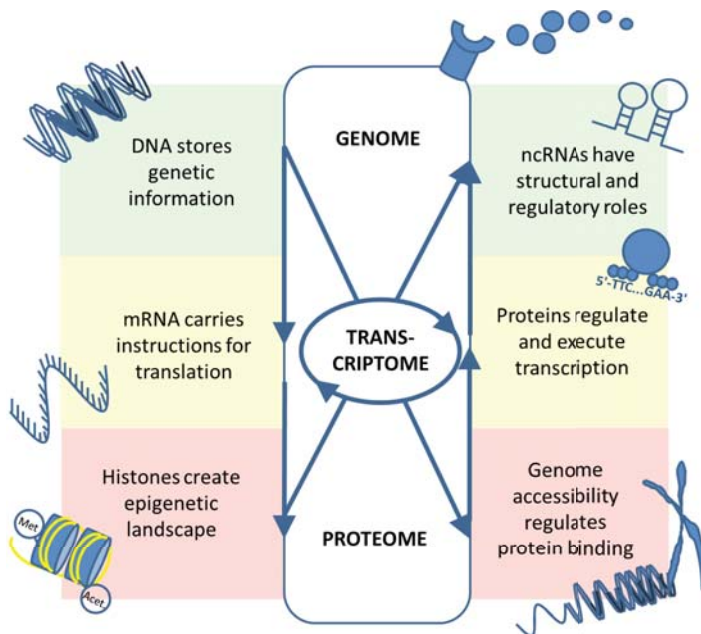 DNA stores
genetic
information
GENOME
ncRNAs have
structural and
regulatory roles
5'-TTC...GAA-3'
mRNA carries
instructions for
translation
TRANS-
CRIPTOME
Proteins regulate
and execute
transcription
Histones create
epigenetic
landscape
Met
Acet.
PROTEOME
Genome
accessibility
regulates
protein binding